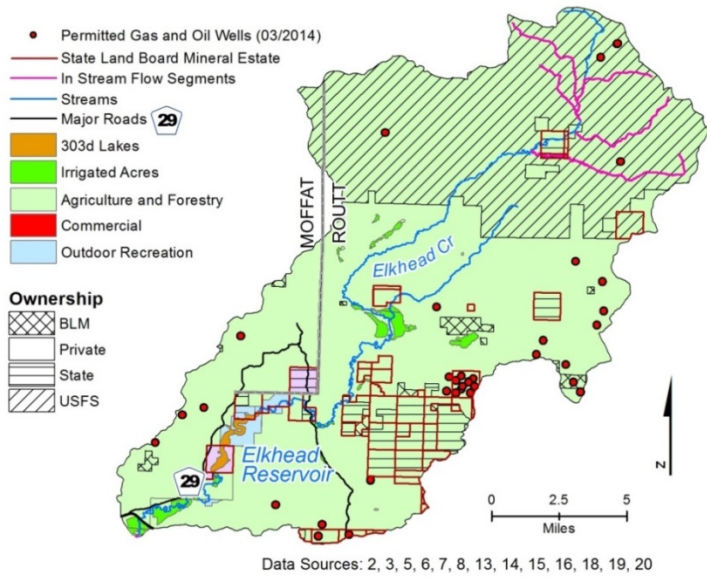 Permitted Gas and Oil Wells (03/2014)
State Land Board Mineral Estate
In Stream Flow Segments
Streams
Major Roads 29
303d Lakes
Irrigated Acres
Agriculture and Forestry
Commercial
Outdoor Recreation
Ownership
BLM
Private
State
USFS
MOFFAT
ROUTT
Elkhead Cr
Elkhead
Reservoir
29
N
0 2.5 5
Miles
Data Sources: 2, 3, 5, 6, 7, 8, 13, 14, 15, 16, 18, 19, 20